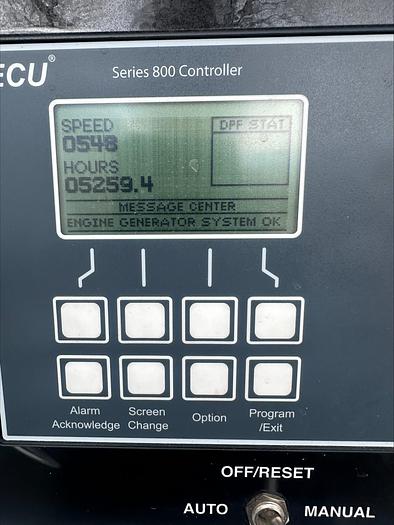 ECU®
Series 800 Controller
SPEED
0548
DPF STAT
HOURS
05259.4
MESSAGE CENTER
ENGINE GENERATOR SYSTEM OK
Alarm
Acknowledge
Screen
Change
Option
Program
/Exit
OFF/RESET
AUTO
MANUAL